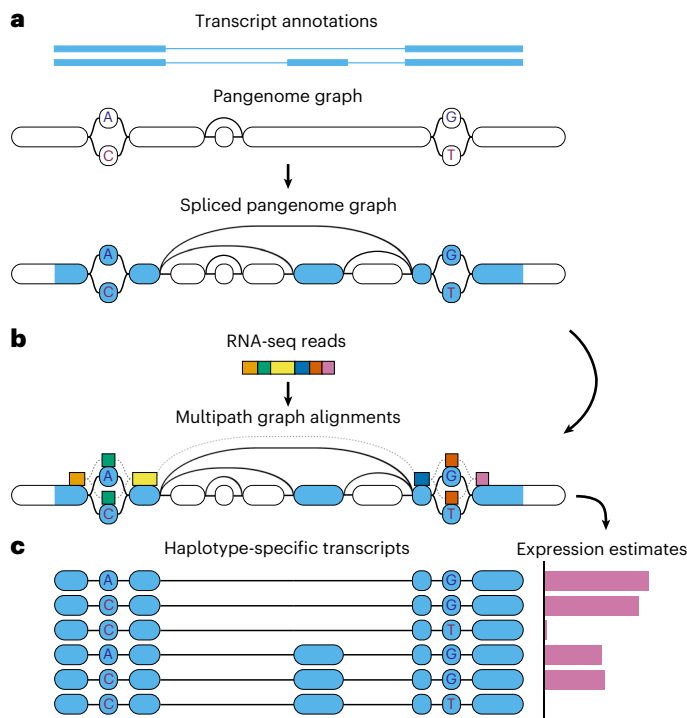 a
Transcript annotations
Pangenome graph
A
G
C
T
Spliced pangenome graph
A
G
C
T
b
RNA-seq reads
Multipath graph alignments
A
G
C
T
c
Haplotype-specific transcripts
Expression estimates
A G
C G
C T
A G
C G
C T